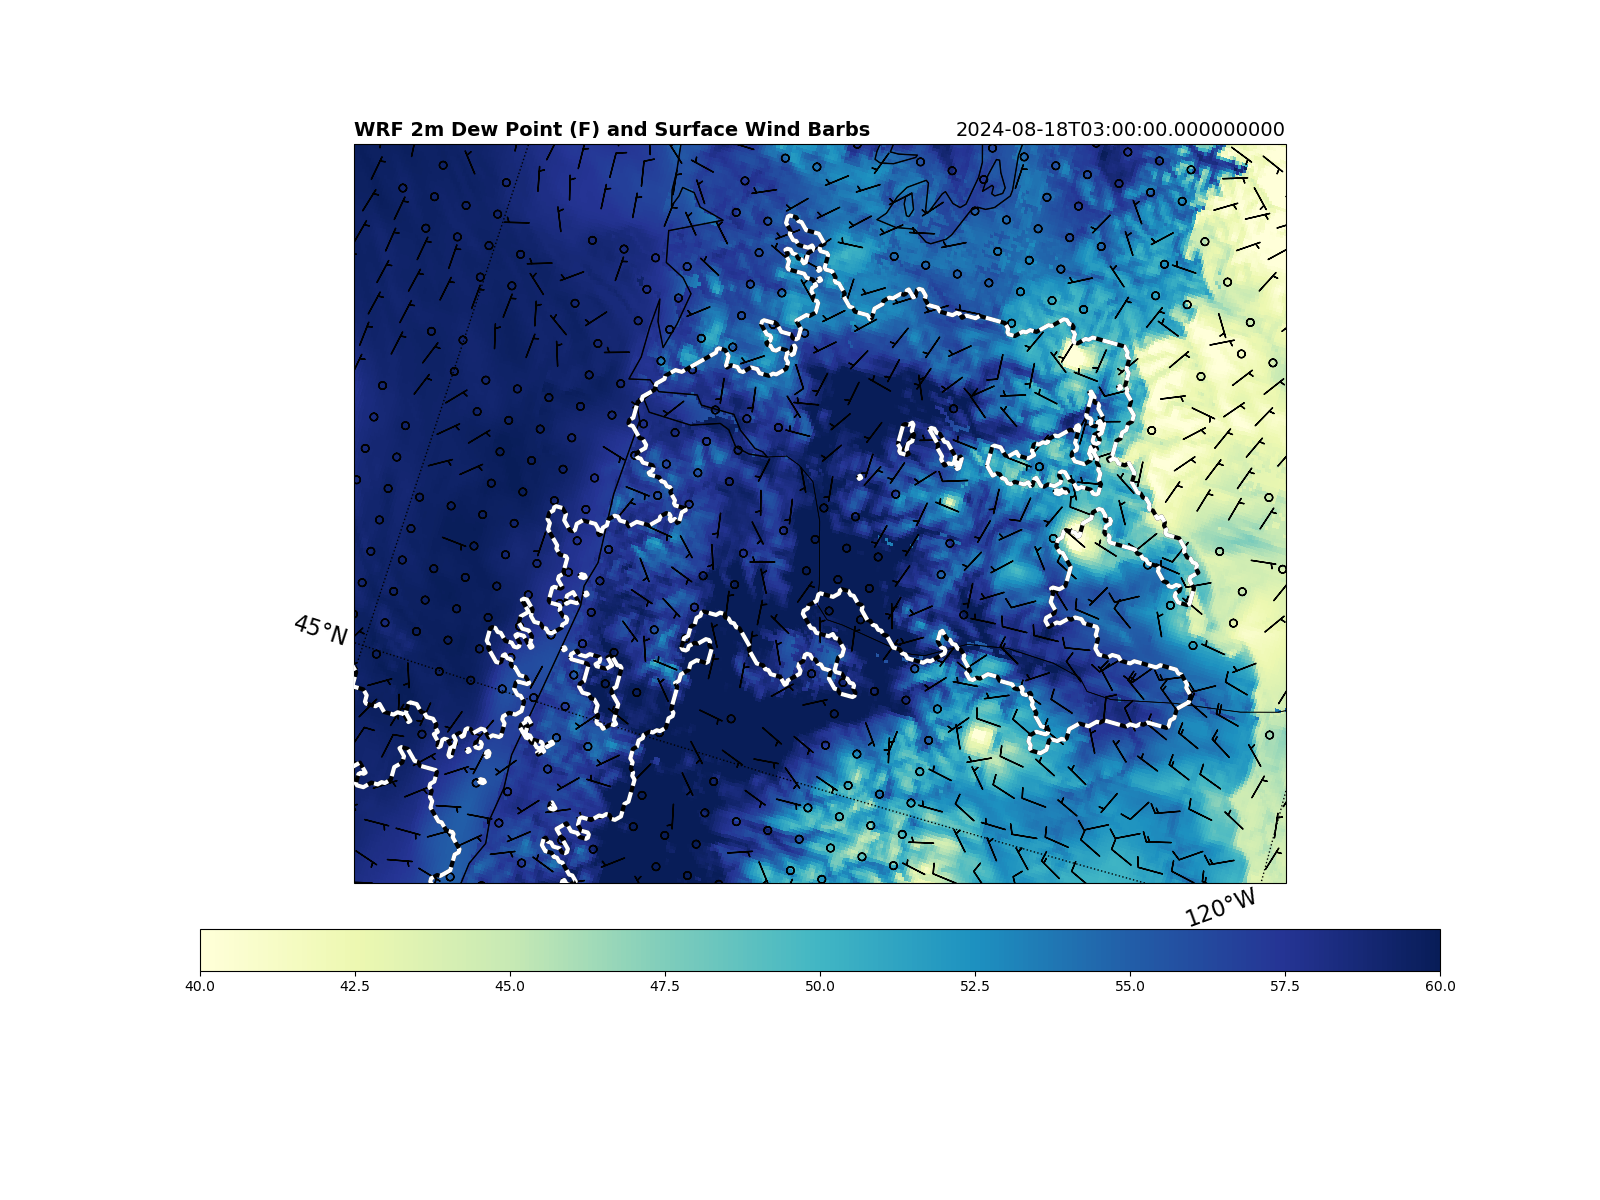 WRF 2m Dew Point (F) and Surface Wind Barbs
2024-08-18T03:00:00.000000000
45°N
120°W
40.0 42.5 45.0 47.5 50.0 52.5 55.0 57.5 60.0